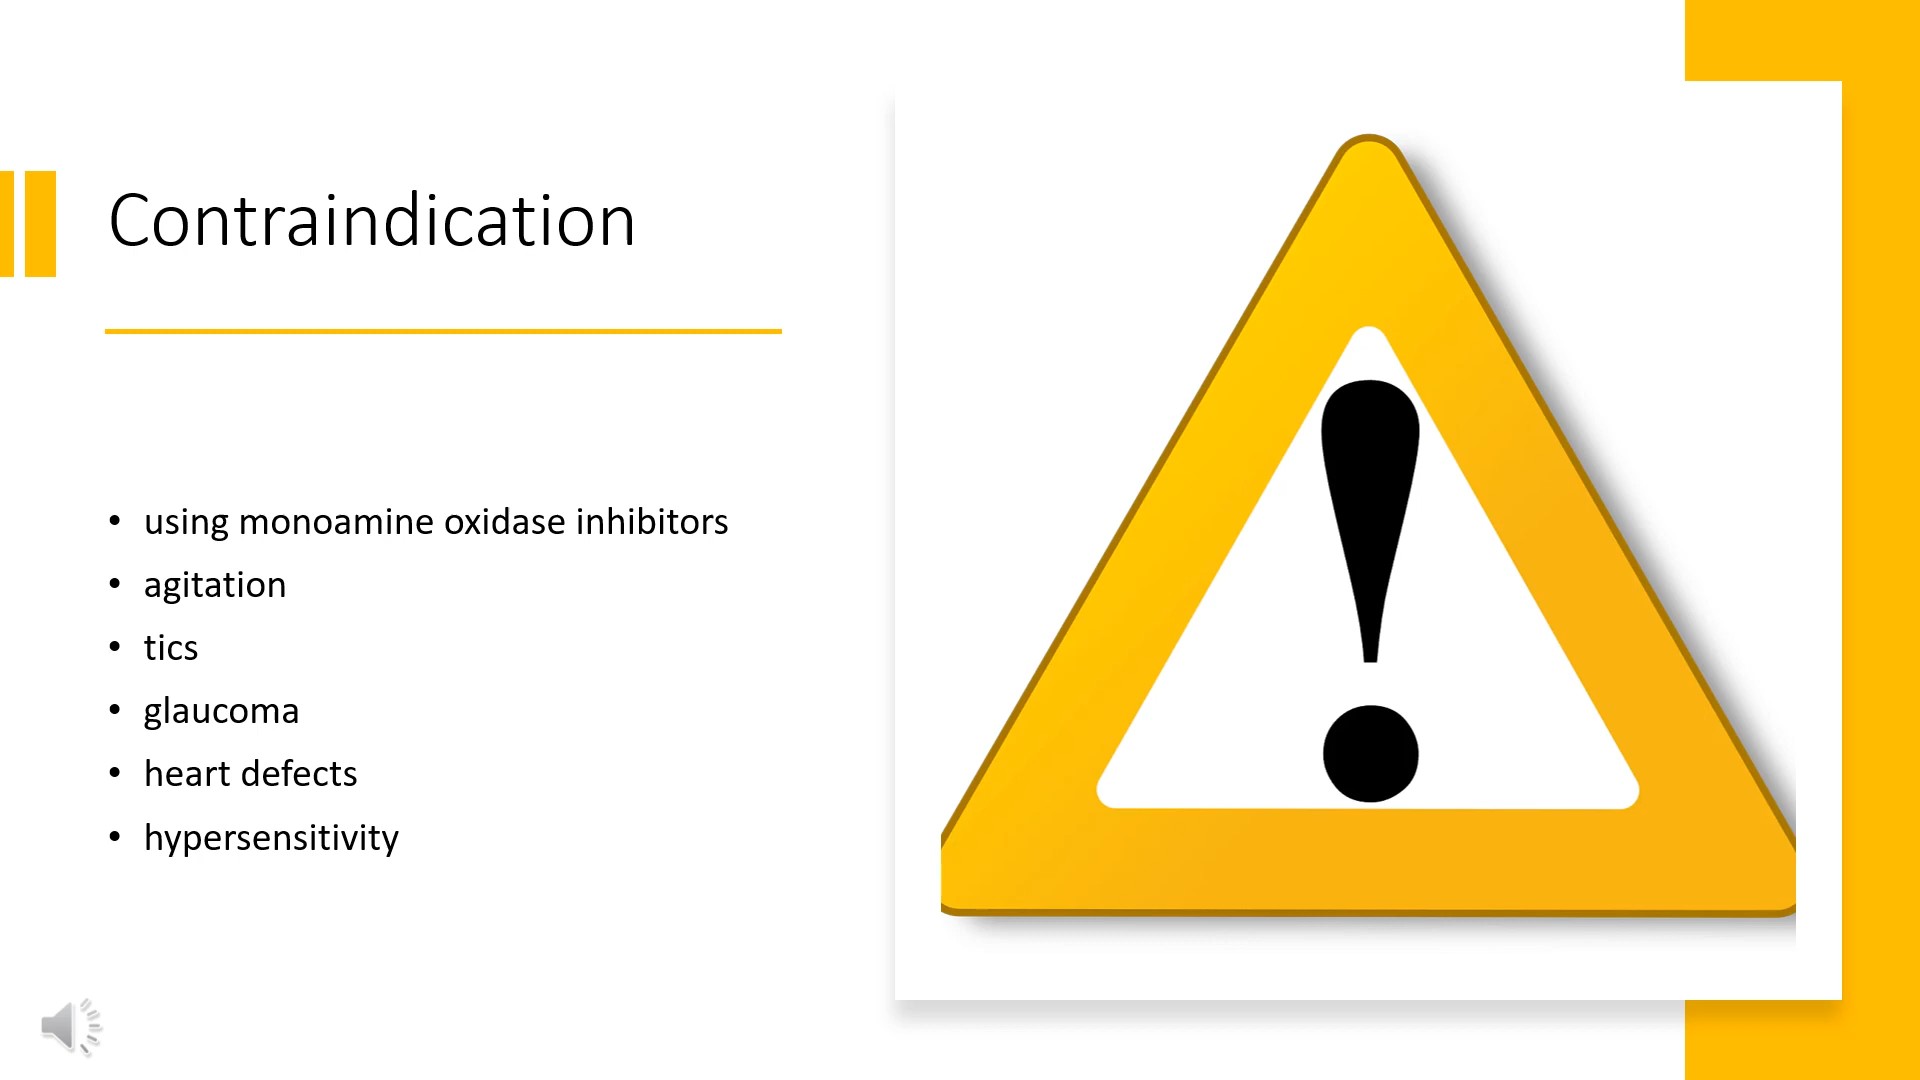 Contraindication
• using monoamine oxidase inhibitors
• agitation
• tics
• glaucoma
• heart defects
• hypersensitivity